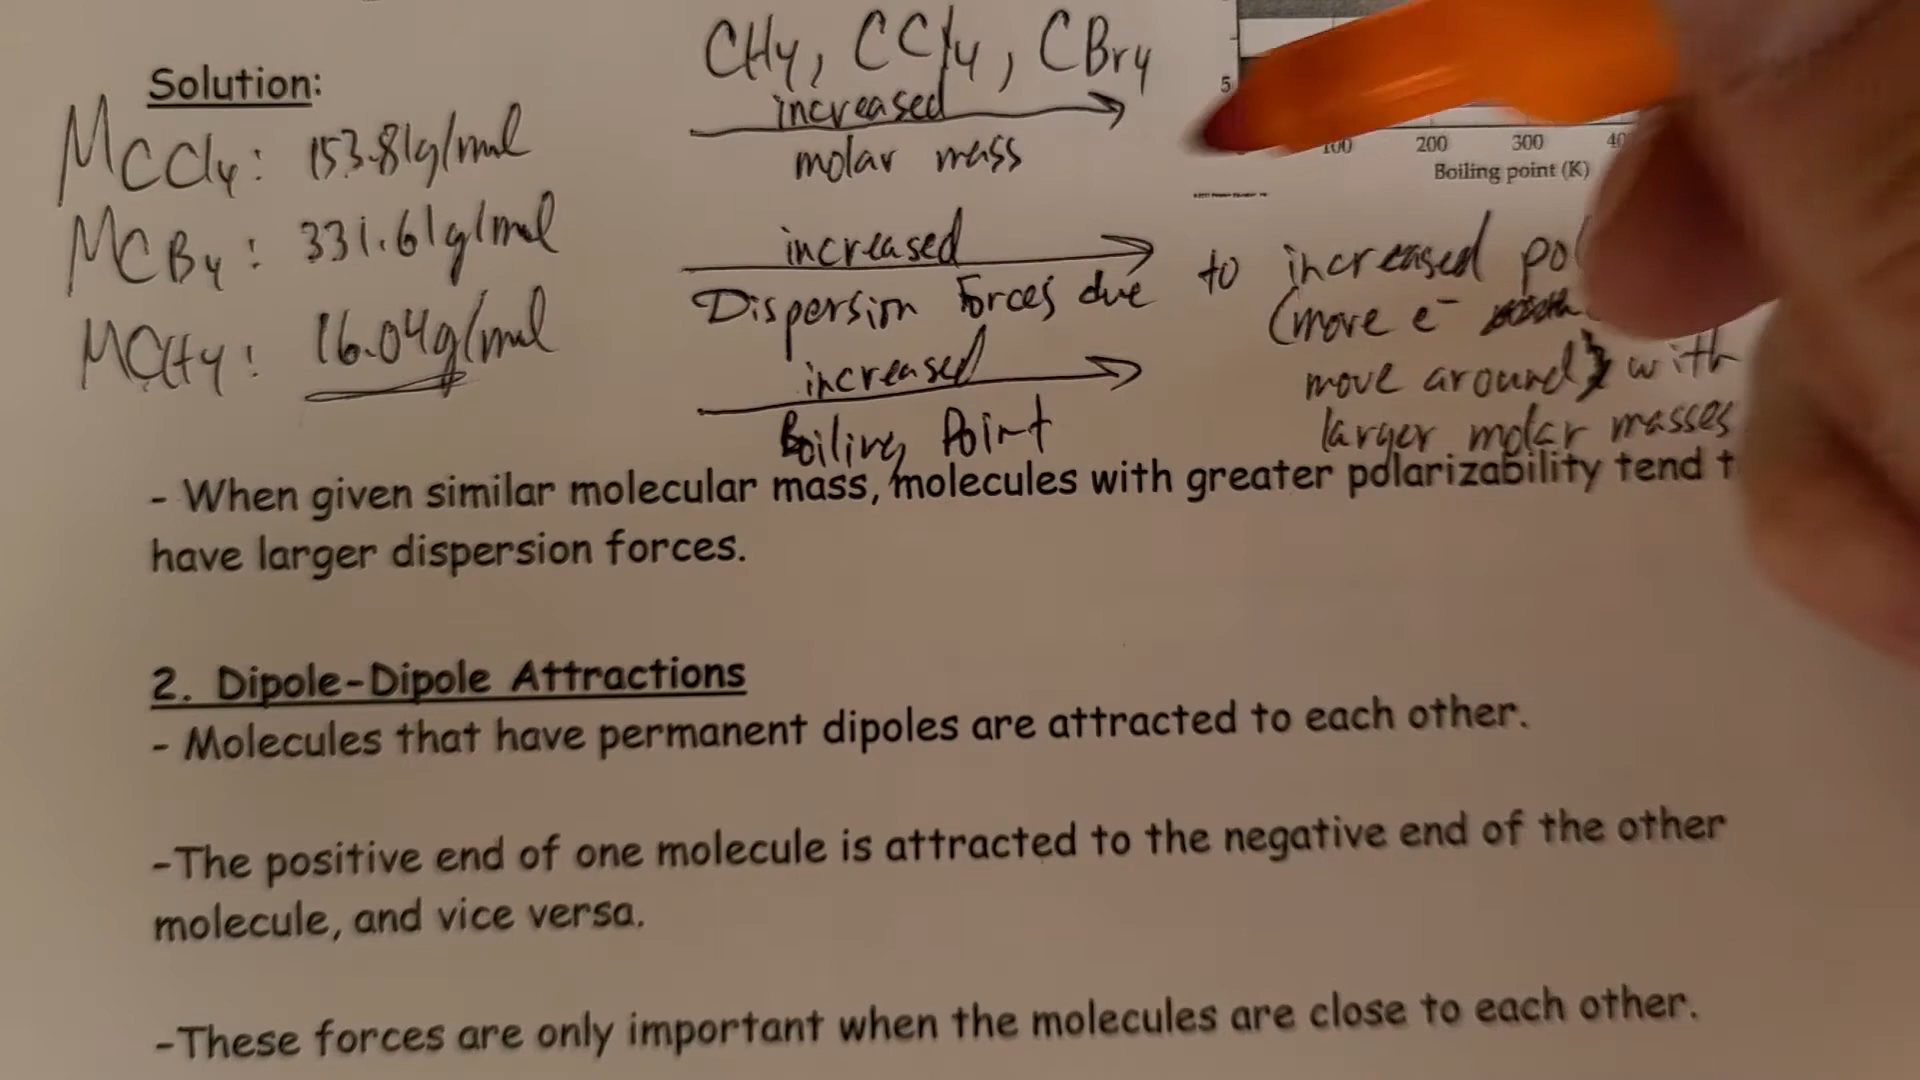 CH4, CCl4, CBr4
Solution:
increased
molar mass
MCCl4: 153.81g/mol
MCB4: 331.61g/mol
MCH4: 16.04g/mol
5
100 200 300
Boiling point (K)
increased
Dispersion Forces due to increased
(more e-
move around) with
larger molar masses
increased
Boiling Point
- When given similar molecular mass, molecules with greater polarizability tend
have larger dispersion forces.
2. Dipole-Dipole Attractions
- Molecules that have permanent dipoles are attracted to each other.
-The positive end of one molecule is attracted to the negative end of the other
molecule, and vice versa.
-These forces are only important when the molecules are close to each other.